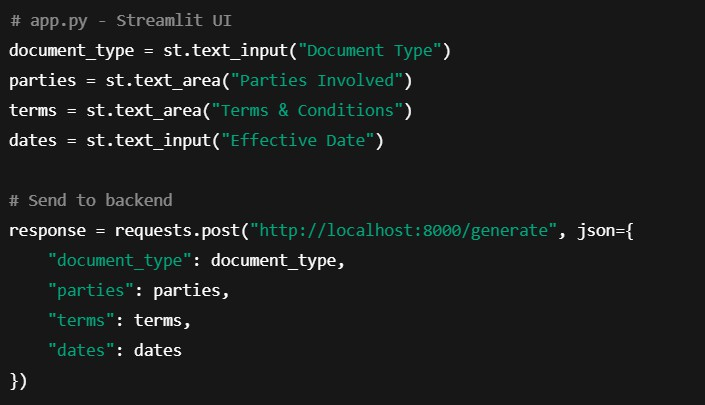 # app.py - Streamlit UI
document_type = st.text_input("Document Type")
parties = st.text_area("Parties Involved")
terms = st.text_area("Terms & Conditions")
dates = st.text_input("Effective Date")

# Send to backend
response = requests.post("http://localhost:8000/generate", json={
    "document_type": document_type,
    "parties": parties,
    "terms": terms,
    "dates": dates
})